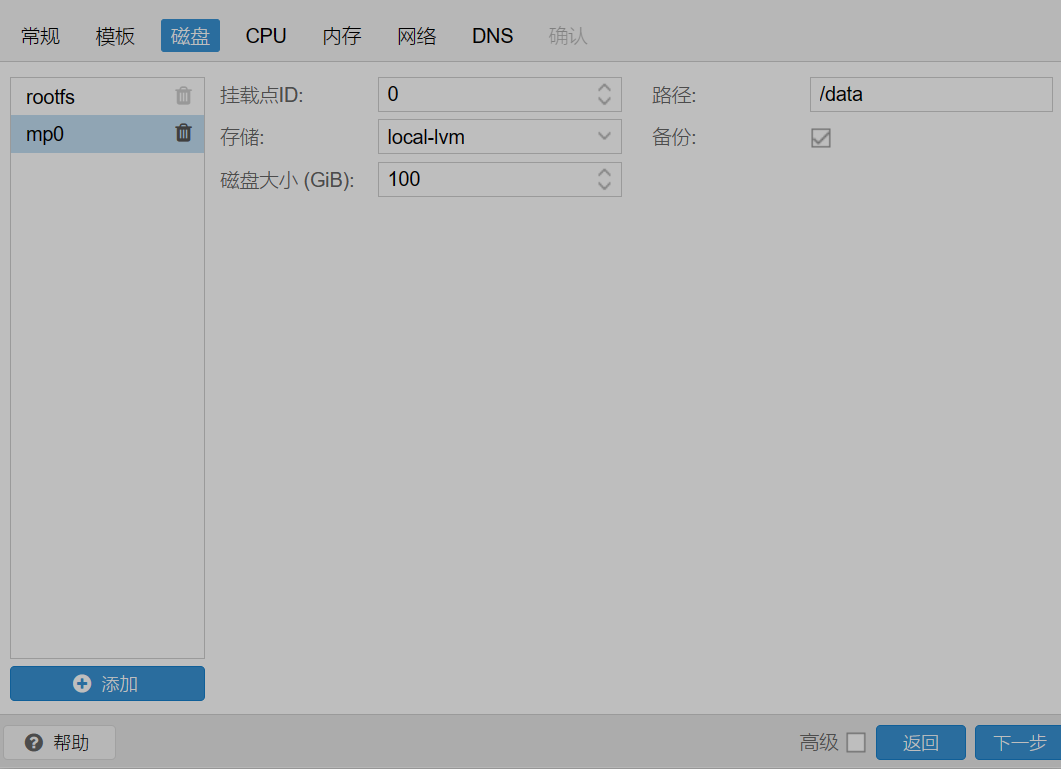 常规 模板 磁盘 CPU 内存 网络 DNS 确认
rootfs 挂载点ID: 0 路径: /data
mp0 存储: local-lvm 备份:
磁盘大小 (GiB): 100
添加
帮助 高级 返回 下一步